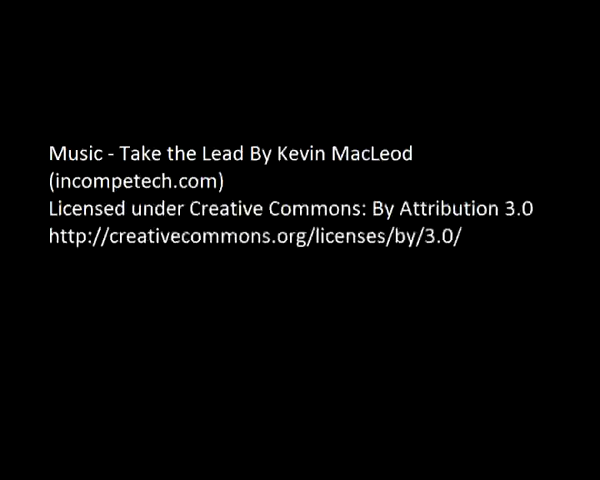 Music - Take the Lead By Kevin MacLeod
(incompetech.com)
Licensed under Creative Commons: By Attribution 3.0
http://creativecommons.org/licenses/by/3.0/